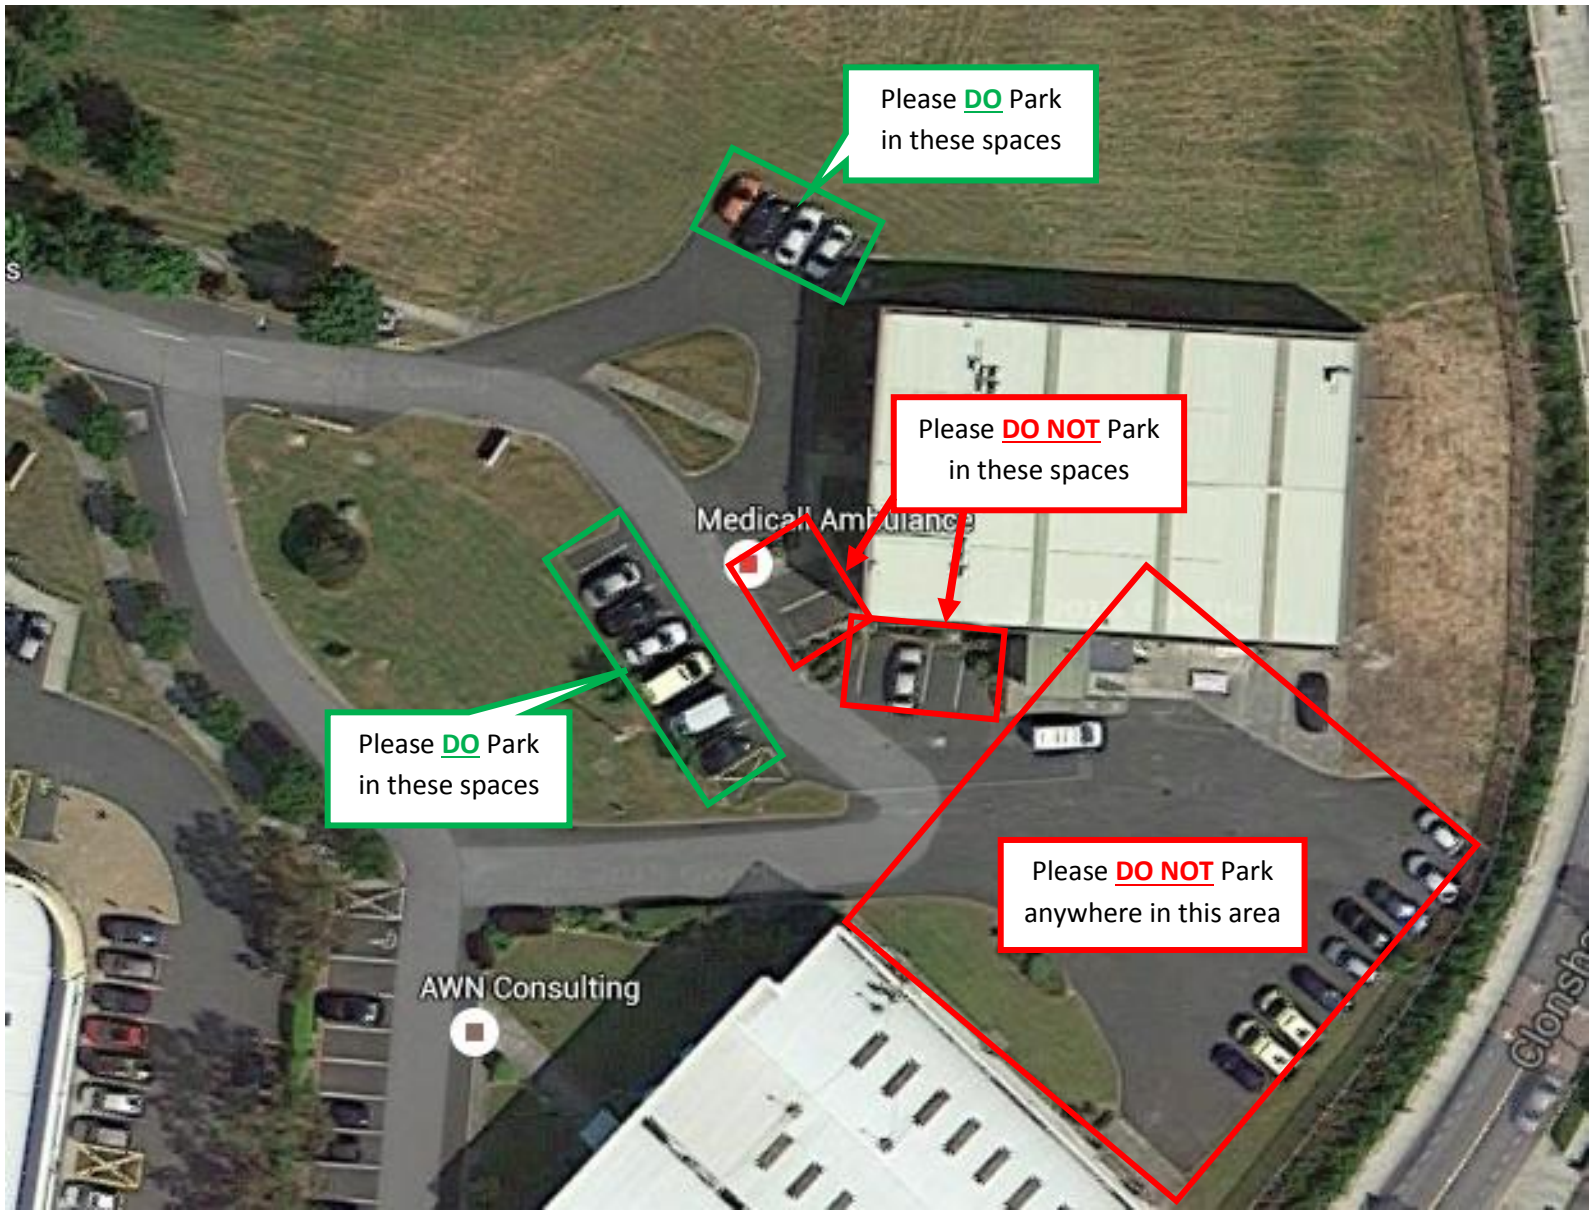 Please DO Park
in these spaces
s
Please DO NOT Park
in these spaces
Medicall Ambulance
Please DO Park
in these spaces
Please DO NOT Park
anywhere in this area
AWN Consulting